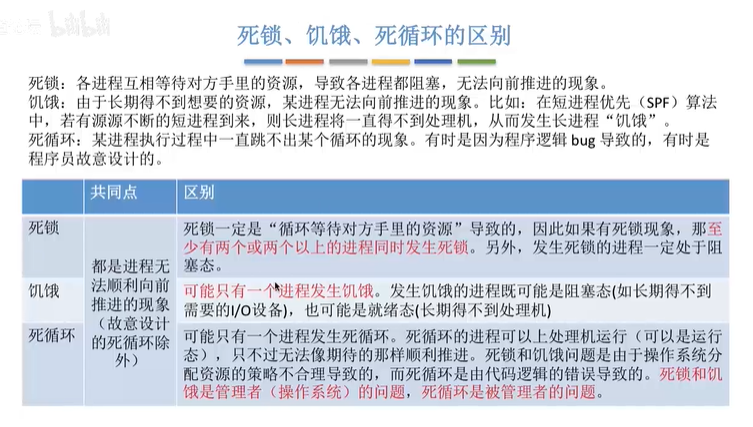 bilibili
死锁、饥饿、死循环的区别
死锁：各进程互相等待对方手里的资源，导致各进程都阻塞，无法向前推进的现象。
饥饿：由于长期得不到想要的资源，某进程无法向前推进的现象。比如：在短进程优先（SPF）算法
中，若有源源不断的短进程到来，则长进程将一直得不到处理机，从而发生长进程“饥饿”。
死循环：某进程执行过程中一直跳不出某个循环的现象。有时是因为程序逻辑 bug 导致的，有时是
程序员故意设计的。
共同点
区别
死锁
都是进程无
法顺利向前
推进的现象
（故意设计
的死循环除
外）
死锁一定是“循环等待对方手里的资源”导致的，因此如果有死锁现象，那至
少有两个或两个以上的进程同时发生死锁。另外，发生死锁的进程一定处于阻
塞态。
饥饿
可能只有一个进程发生饥饿。发生饥饿的进程既可能是阻塞态(如长期得不到
需要的I/O设备)，也可能是就绪态(长期得不到处理机)
死循环
可能只有一个进程发生死循环。死循环的进程可以上处理机运行（可以是运行
态），只不过无法像期待的那样顺利推进。死锁和饥饿问题是由于操作系统分
配资源的策略不合理导致的，而死循环是由代码逻辑的错误导致的。死锁和饥
饿是管理者（操作系统）的问题，死循环是被管理者的问题。